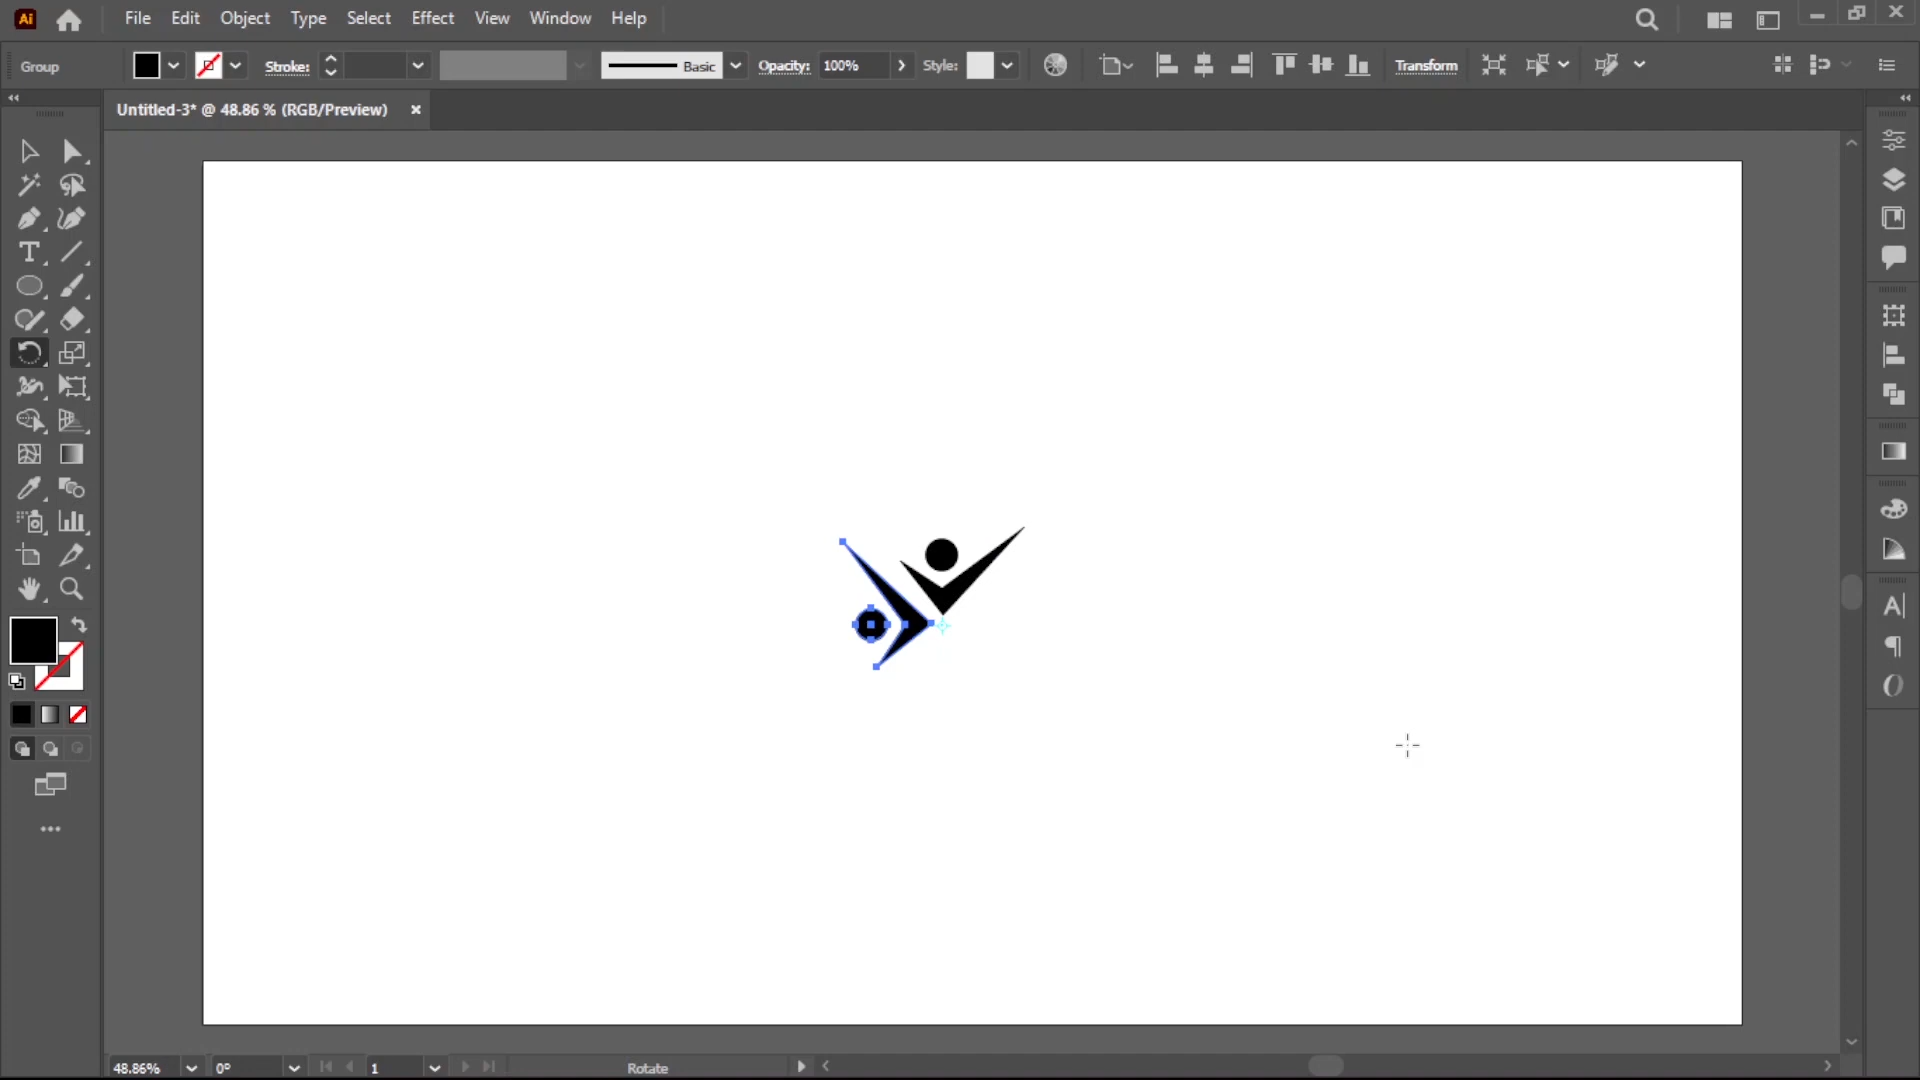 Ai File Edit Object Type Select Effect View Window Help
Group Stroke: Basic Opacity: 100% Style: Transform
Untitled-3* @ 48.86 % (RGB/Preview)
48.86% 0° 1 Rotate